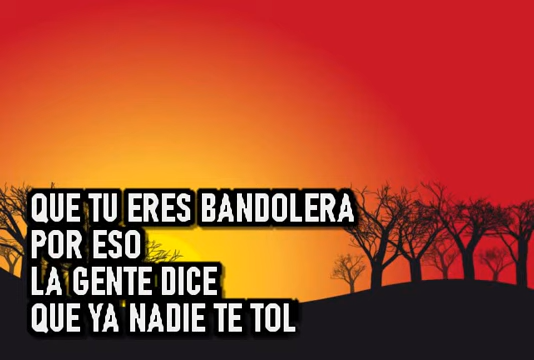 QUE TU ERES BANDOLERA
POR ESO
LA GENTE DICE
QUE YA NADIE TE TOL